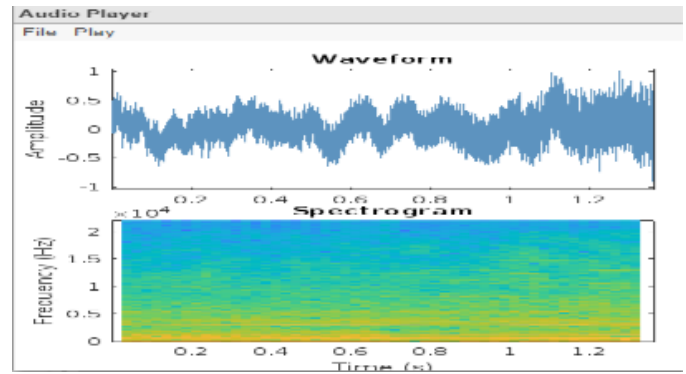 Audio Player
File Play
Waveform
Amplitude
1
0.5
0
-0.5
-1
0.2 0.4 0.6 0.8 1 1.2
Spectrogram
×10^4
Frequency (Hz)
2
1.5
1
0.5
0
0.2 0.4 0.6 0.8 1 1.2
Time (s)